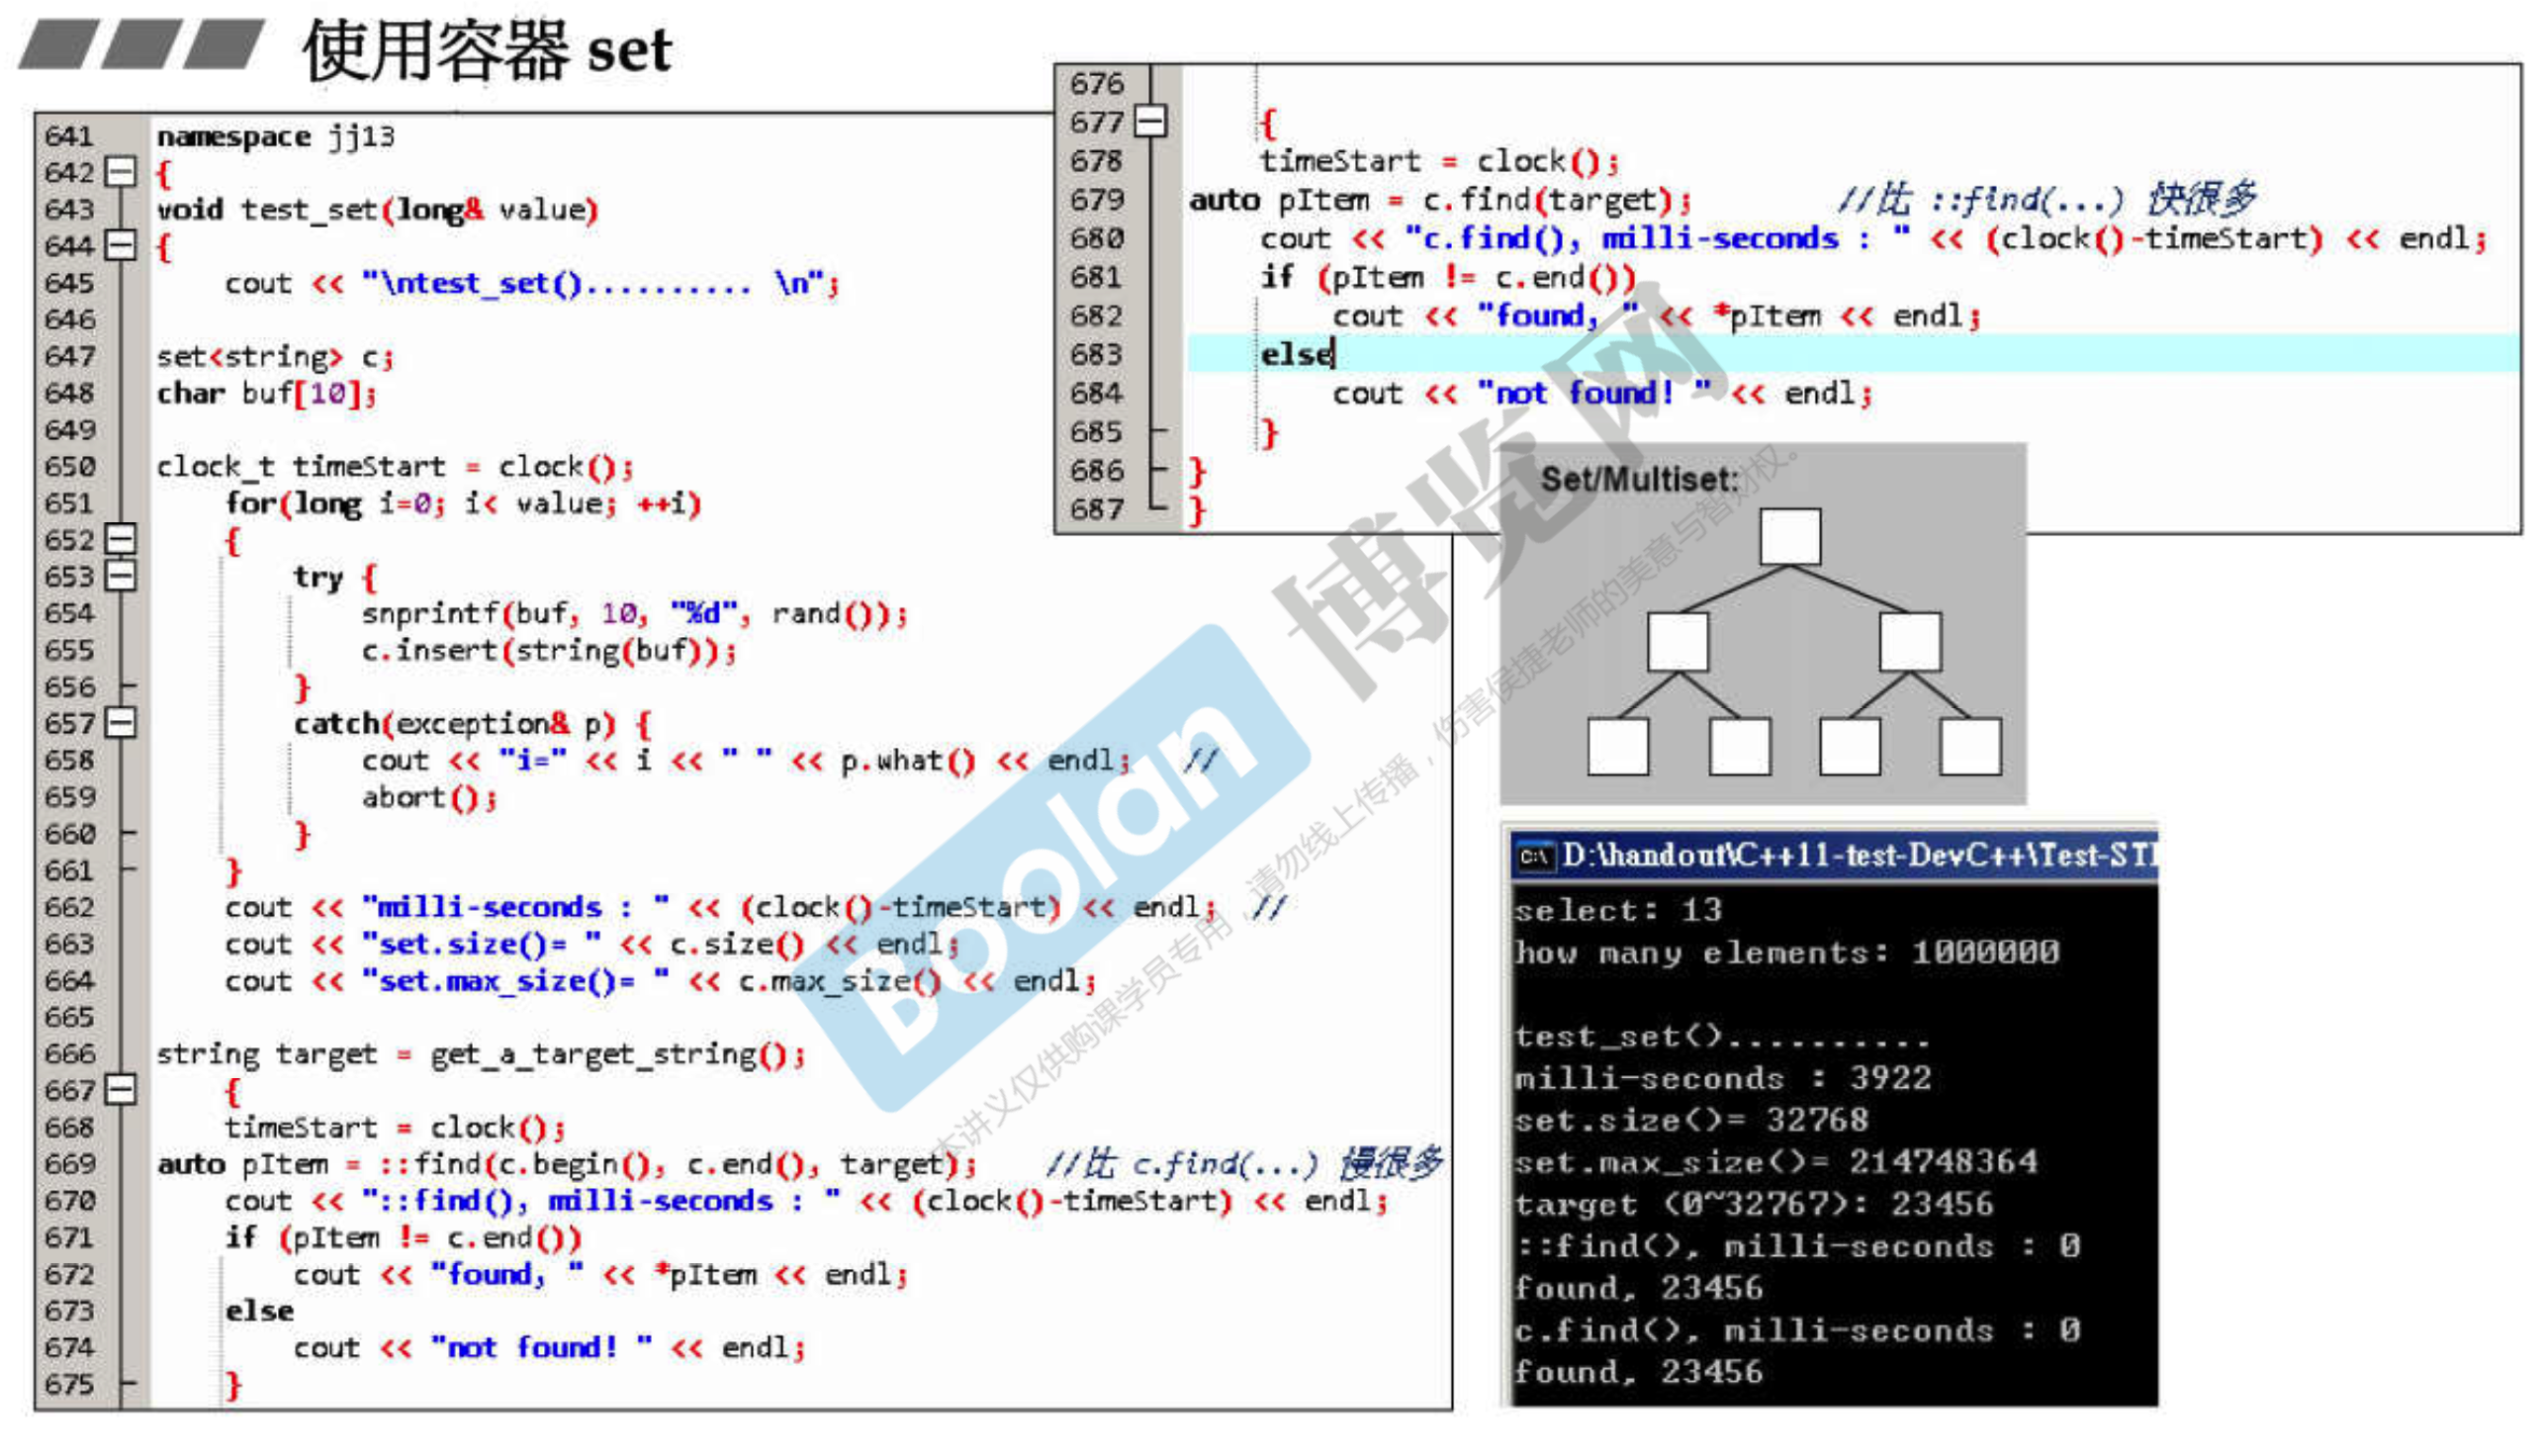 使用容器 set
641 namespace jj13
642 {
643 void test_set(long& value)
644 {
645 cout << "\ntest_set().......... \n";
646
647 set<string> c;
648 char buf[10];
649
650 clock_t timeStart = clock();
651 for(long i=0; i< value; ++i)
652 {
653 try {
654 snprintf(buf, 10, "%d", rand());
655 c.insert(string(buf));
656 }
657 catch(exception& p) {
658 cout << "i=" << i << " " << p.what() << endl; //
659 abort();
660 }
661 }
662 cout << "milli-seconds : " << (clock()-timeStart) << endl; //
663 cout << "set.size()= " << c.size() << endl;
664 cout << "set.max_size()= " << c.max_size() << endl;
665
666 string target = get_a_target_string();
667 {
668 timeStart = clock();
669 auto pItem = ::find(c.begin(), c.end(), target); //比 c.find(...) 慢很多
670 cout << "::find(), milli-seconds : " << (clock()-timeStart) << endl;
671 if (pItem != c.end())
672 cout << "found, " << *pItem << endl;
673 else
674 cout << "not found! " << endl;
675 }
676
677 {
678 timeStart = clock();
679 auto pItem = c.find(target); //比 ::find(...) 快很多
680 cout << "c.find(), milli-seconds : " << (clock()-timeStart) << endl;
681 if (pItem != c.end())
682 cout << "found, " << *pItem << endl;
683 else
684 cout << "not found! " << endl;
685 }
686 }
687 }
Set/Multiset:
D:\handout\C++11-test-DevC++\Test-STL
select: 13
how many elements: 1000000
test_set()..........
milli-seconds : 3922
set.size()= 32768
set.max_size()= 214748364
target (0~32767): 23456
::find(), milli-seconds : 0
found, 23456
c.find(), milli-seconds : 0
found, 23456
Boolan 博览网
本讲义仅供购课学员专用，请勿线上传播，伤害侯捷老师的美意与智财权。